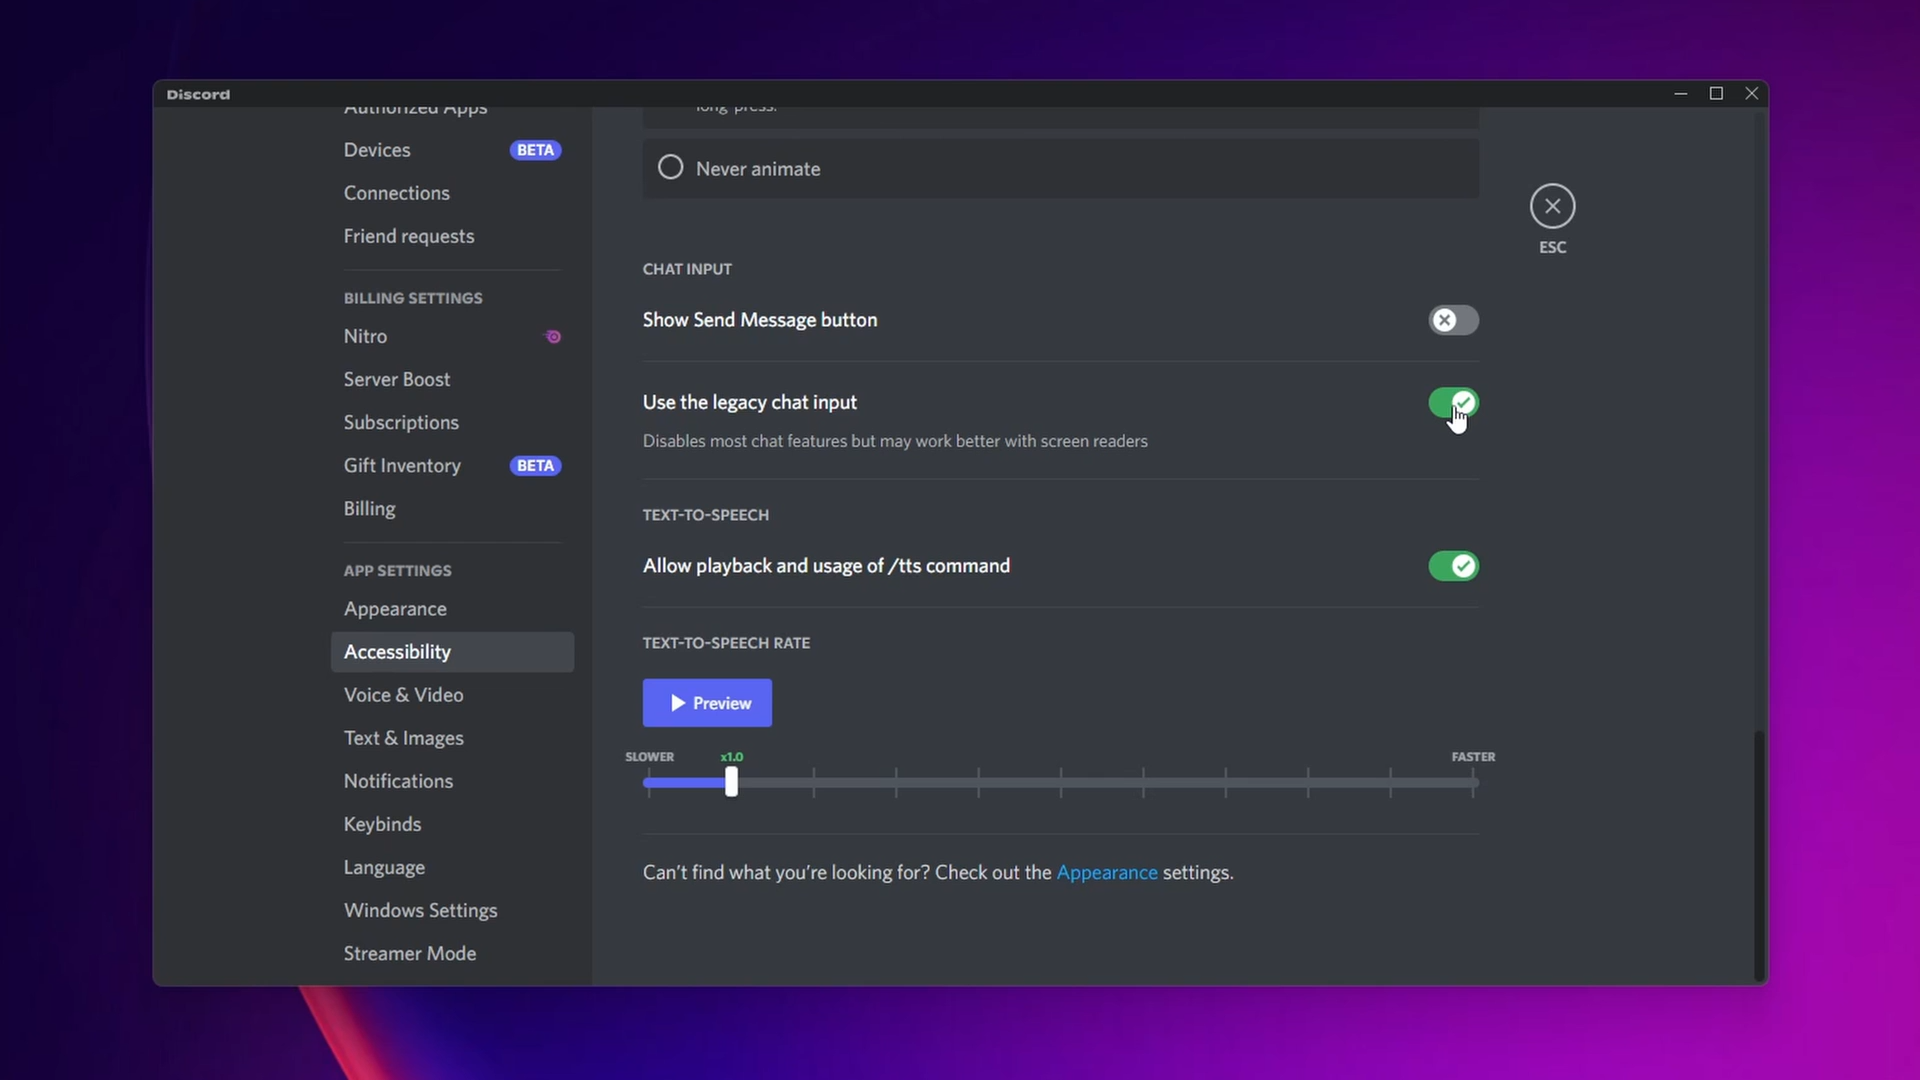 Discord
Authorized Apps
Devices BETA
Connections
Friend requests
BILLING SETTINGS
Nitro
Server Boost
Subscriptions
Gift Inventory BETA
Billing
APP SETTINGS
Appearance
Accessibility
Voice & Video
Text & Images
Notifications
Keybinds
Language
Windows Settings
Streamer Mode
long-press.
Never animate
CHAT INPUT
Show Send Message button
Use the legacy chat input
Disables most chat features but may work better with screen readers
TEXT-TO-SPEECH
Allow playback and usage of /tts command
TEXT-TO-SPEECH RATE
Preview
SLOWER x1.0 FASTER
Can't find what you're looking for? Check out the Appearance settings.
ESC